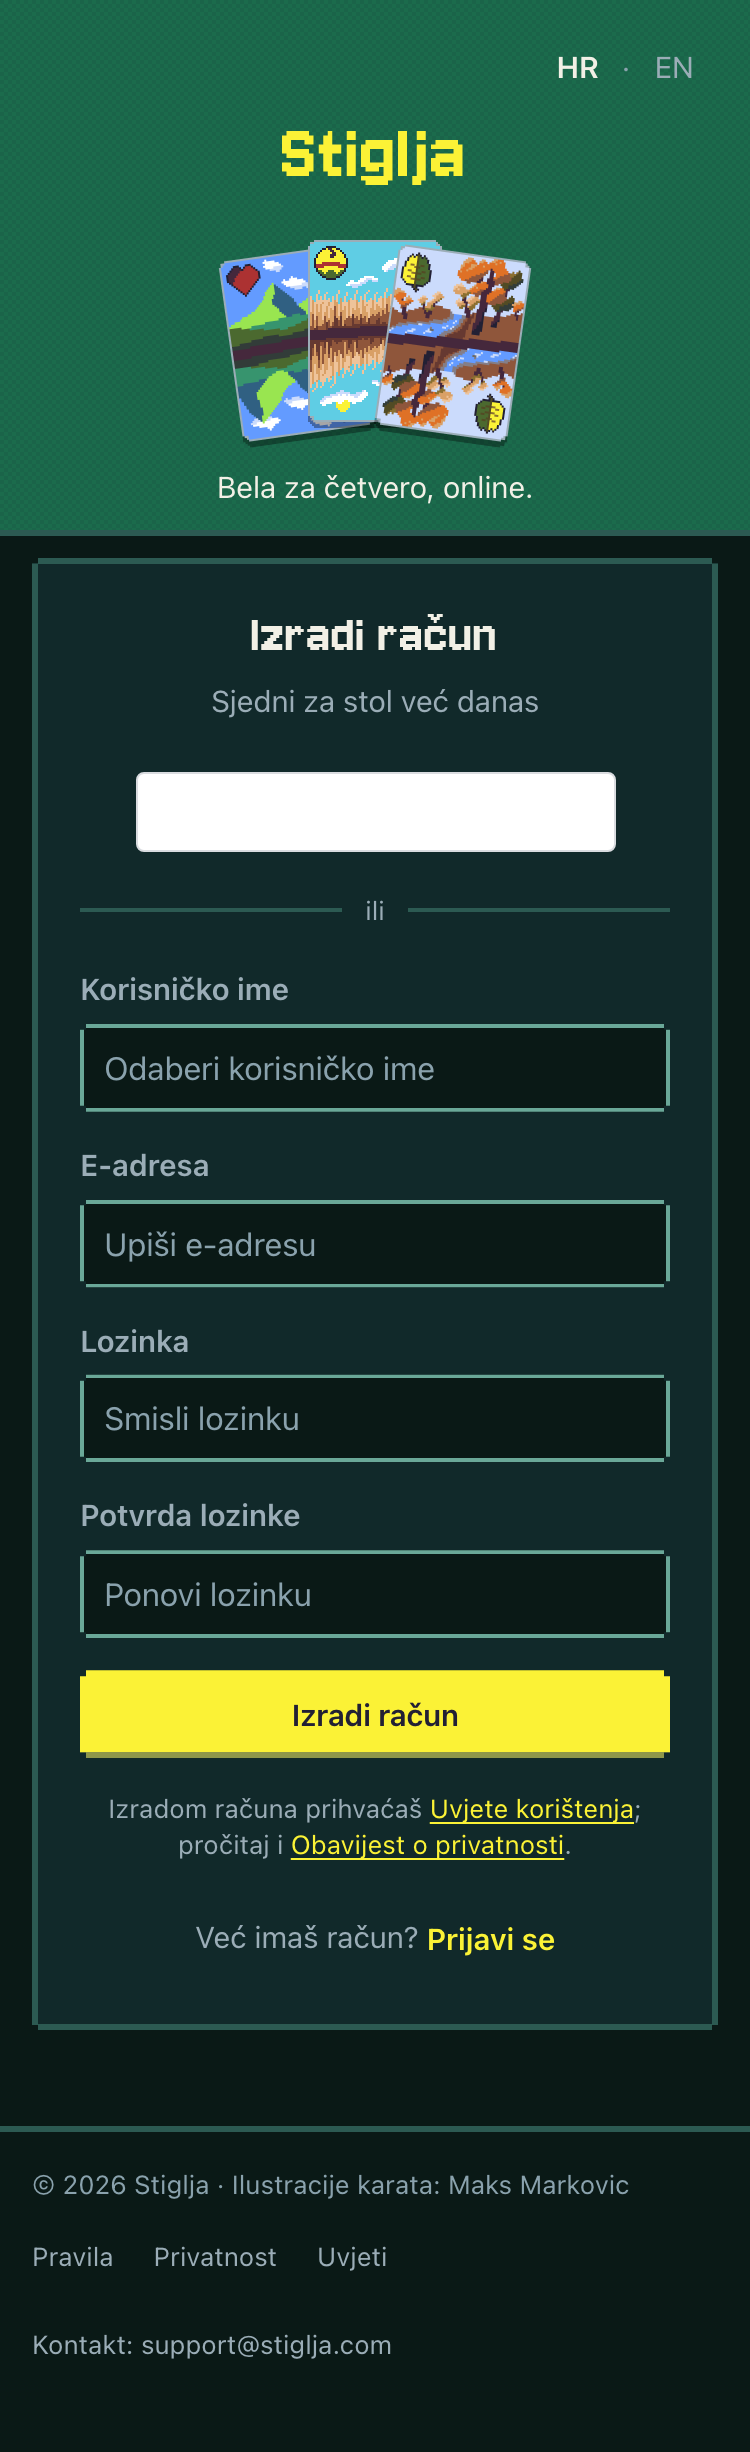 HR · EN
Stiglja
Bela za četvero, online.
Izradi račun
Sjedni za stol već danas
ili
Korisničko ime
Odaberi korisničko ime
E-adresa
Upiši e-adresu
Lozinka
Smisli lozinku
Potvrda lozinke
Ponovi lozinku
Izradi račun
Izradom računa prihvaćaš Uvjete korištenja;
pročitaj i Obavijest o privatnosti.
Već imaš račun? Prijavi se
© 2026 Stiglja · Ilustracije karata: Maks Markovic
Pravila Privatnost Uvjeti
Kontakt: support@stiglja.com